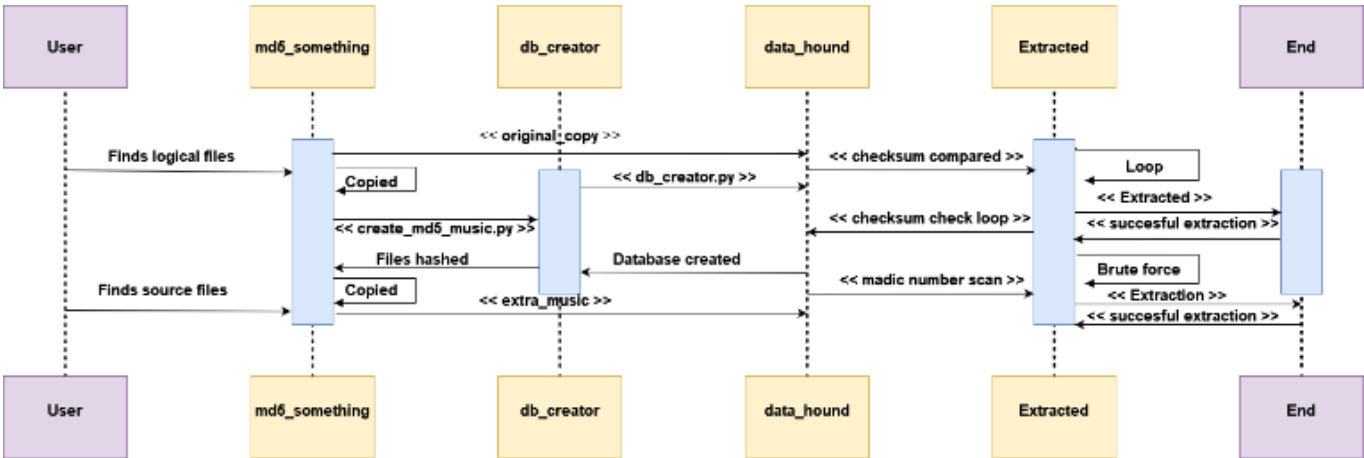 User
md5_something
db_creator
data_hound
Extracted
End
<< original_copy >>
Finds logical files
<< checksum compared >>
Loop
Copied
<< db_creator.py >>
<< Extracted >>
<< create_md5_music.py >>
<< checksum check loop >>
<< succesful extraction >>
Files hashed
Database created
Brute force
Copied
Finds source files
<< extra_music >>
<< madic number scan >>
<< Extraction >>
<< succesful extraction >>
User
md5_something
db_creator
data_hound
Extracted
End